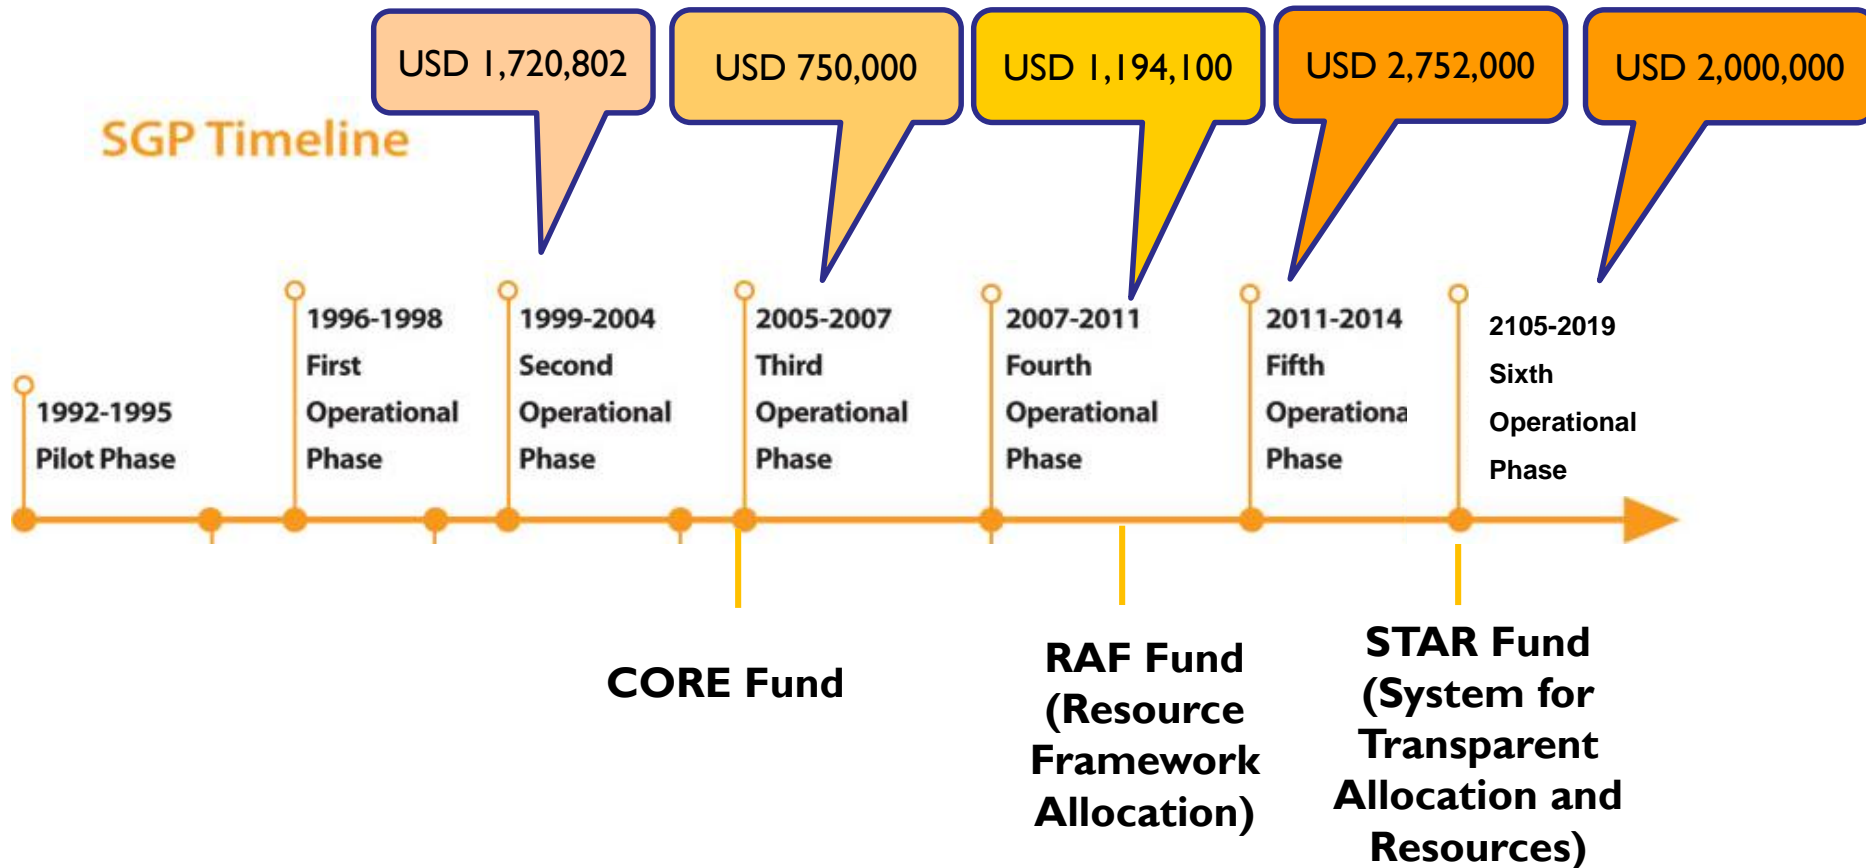 USD 1,720,802
USD 750,000
USD 1,194,100
USD 2,752,000
USD 2,000,000
SGP Timeline
1992-1995
Pilot Phase
1996-1998
First
Operational
Phase
1999-2004
Second
Operational
Phase
2005-2007
Third
Operational
Phase
2007-2011
Fourth
Operational
Phase
2011-2014
Fifth
Operationa
Phase
2105-2019
Sixth
Operational
Phase
CORE Fund
RAF Fund
(Resource
Framework
Allocation)
STAR Fund
(System for
Transparent
Allocation and
Resources)